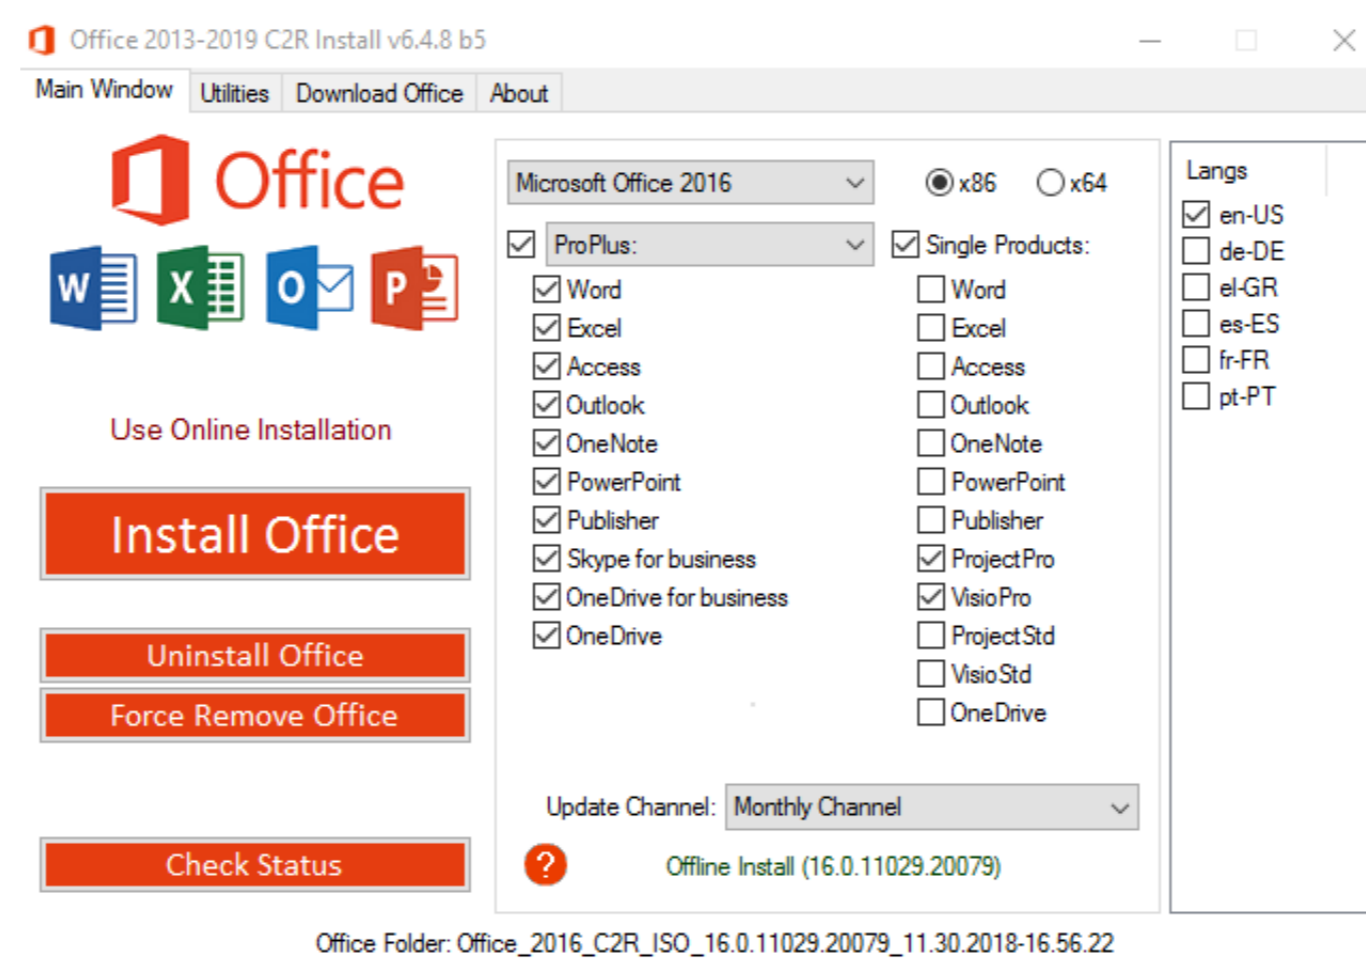 Office 2013-2019 C2R Install v6.4.8 b5
Main Window Utilities Download Office About
Office
W X O P
Use Online Installation
Install Office
Uninstall Office
Force Remove Office
Check Status
Microsoft Office 2016 x86 x64
ProPlus: Single Products:
Word Word
Excel Excel
Access Access
Outlook Outlook
OneNote OneNote
PowerPoint PowerPoint
Publisher Publisher
Skype for business ProjectPro
OneDrive for business VisioPro
OneDrive ProjectStd
VisioStd
OneDrive
Update Channel: Monthly Channel
? Offline Install (16.0.11029.20079)
Langs
en-US
de-DE
el-GR
es-ES
fr-FR
pt-PT
Office Folder: Office_2016_C2R_ISO_16.0.11029.20079_11.30.2018-16.56.22